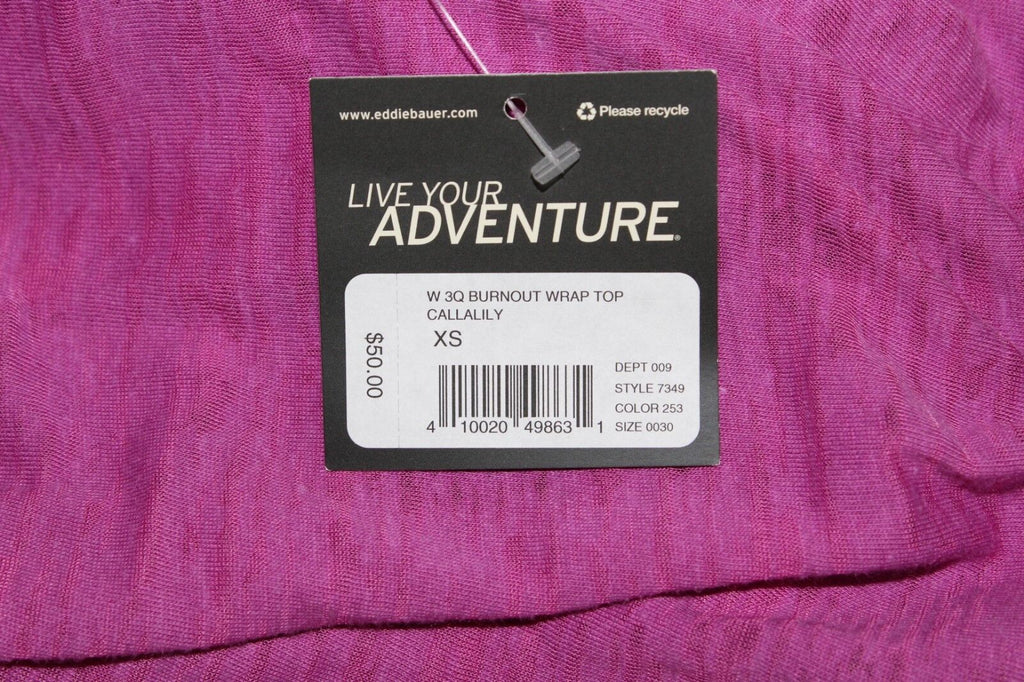 www.eddiebauer.com
Please recycle
LIVE YOUR
ADVENTURE®
W 3Q BURNOUT WRAP TOP
CALLALILY
XS
$50.00
DEPT 009
STYLE 7349
COLOR 253
SIZE 0030
4 10020 49863 1